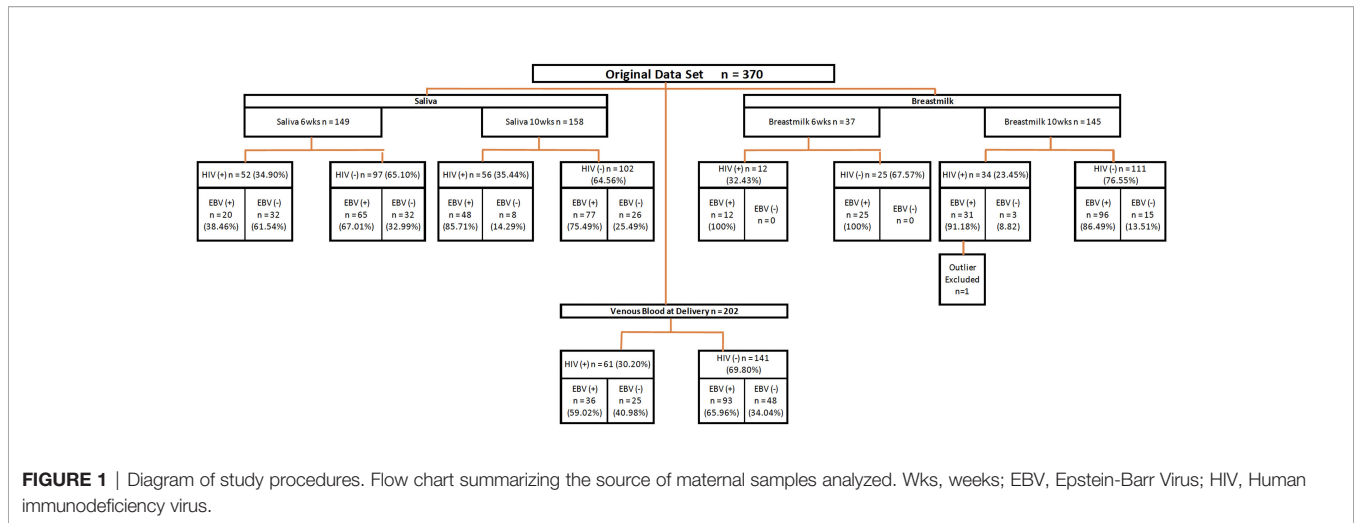 Original Data Set n = 370
Saliva
Breastmilk
Saliva 6wks n = 149
Saliva 10wks n = 158
Breastmilk 6wks n = 37
Breastmilk 10wks n = 145
HIV (+) n = 52 (34.90%)
HIV (-) n = 97 (65.10%)
HIV (+) n = 56 (35.44%)
HIV (-) n = 102
(64.56%)
HIV (+) n = 12
(32.43%)
HIV (-) n = 25 (67.57%)
HIV (+) n = 34 (23.45%)
HIV (-) n = 111
(76.55%)
EBV (+)
n = 20
(38.46%)
EBV (-)
n = 32
(61.54%)
EBV (+)
n = 65
(67.01%)
EBV (-)
n = 32
(32.99%)
EBV (+)
n = 48
(85.71%)
EBV (-)
n = 8
(14.29%)
EBV (+)
n = 77
(75.49%)
EBV (-)
n = 26
(25.49%)
EBV (+)
n = 12
(100%)
EBV (-)
n = 0
EBV (+)
n = 25
(100%)
EBV (-)
n = 0
EBV (+)
n = 31
(91.18%)
EBV (-)
n = 3
(8.82)
EBV (+)
n = 96
(86.49%)
EBV (-)
n = 15
(13.51%)
Outlier
Excluded
n=1
Venous Blood at Delivery n = 202
HIV (+) n = 61 (30.20%)
HIV (-) n = 141
(69.80%)
EBV (+)
n = 36
(59.02%)
EBV (-)
n = 25
(40.98%)
EBV (+)
n = 93
(65.96%)
EBV (-)
n = 48
(34.04%)
FIGURE 1 | Diagram of study procedures. Flow chart summarizing the source of maternal samples analyzed. Wks, weeks; EBV, Epstein-Barr Virus; HIV, Human
immunodeficiency virus.